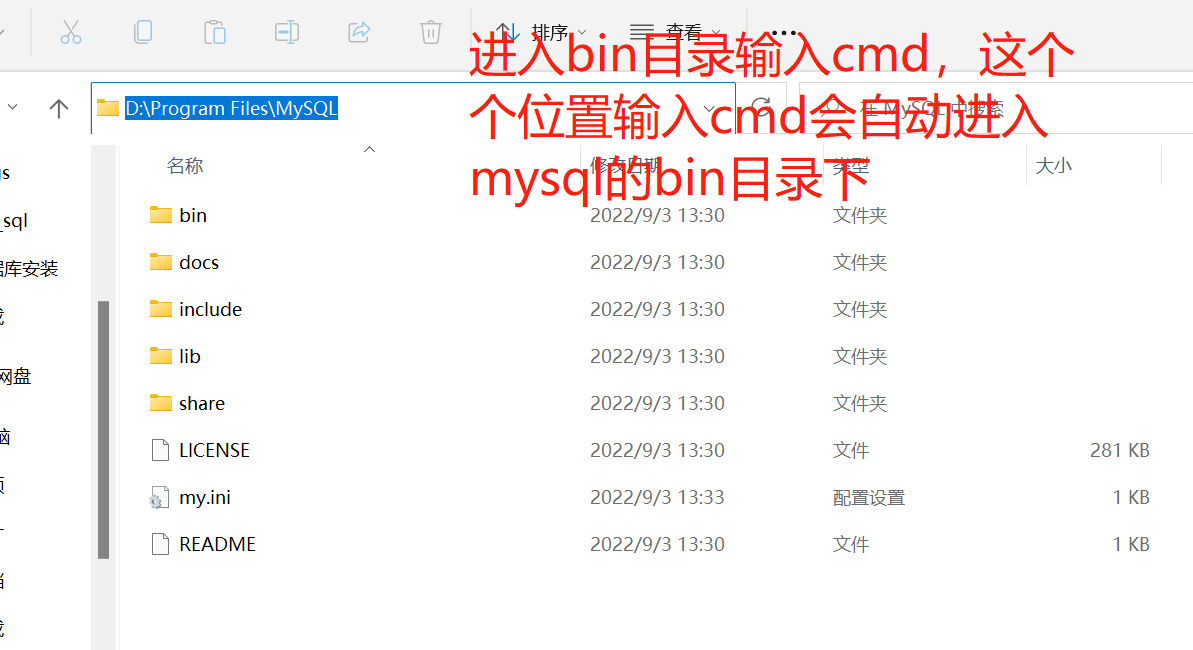 排序
查看
进入bin目录输入cmd，这个
D:\Program Files\MySQL
在 MySQL 中搜索
个位置输入cmd会自动进入
名称
修改日期
类型
大小
mysql的bin目录下
bin
2022/9/3 13:30
文件夹
_sql
docs
2022/9/3 13:30
文件夹
库安装
include
2022/9/3 13:30
文件夹
lib
2022/9/3 13:30
文件夹
网盘
share
2022/9/3 13:30
文件夹
LICENSE
2022/9/3 13:30
文件
281 KB
my.ini
2022/9/3 13:33
配置设置
1 KB
README
2022/9/3 13:30
文件
1 KB